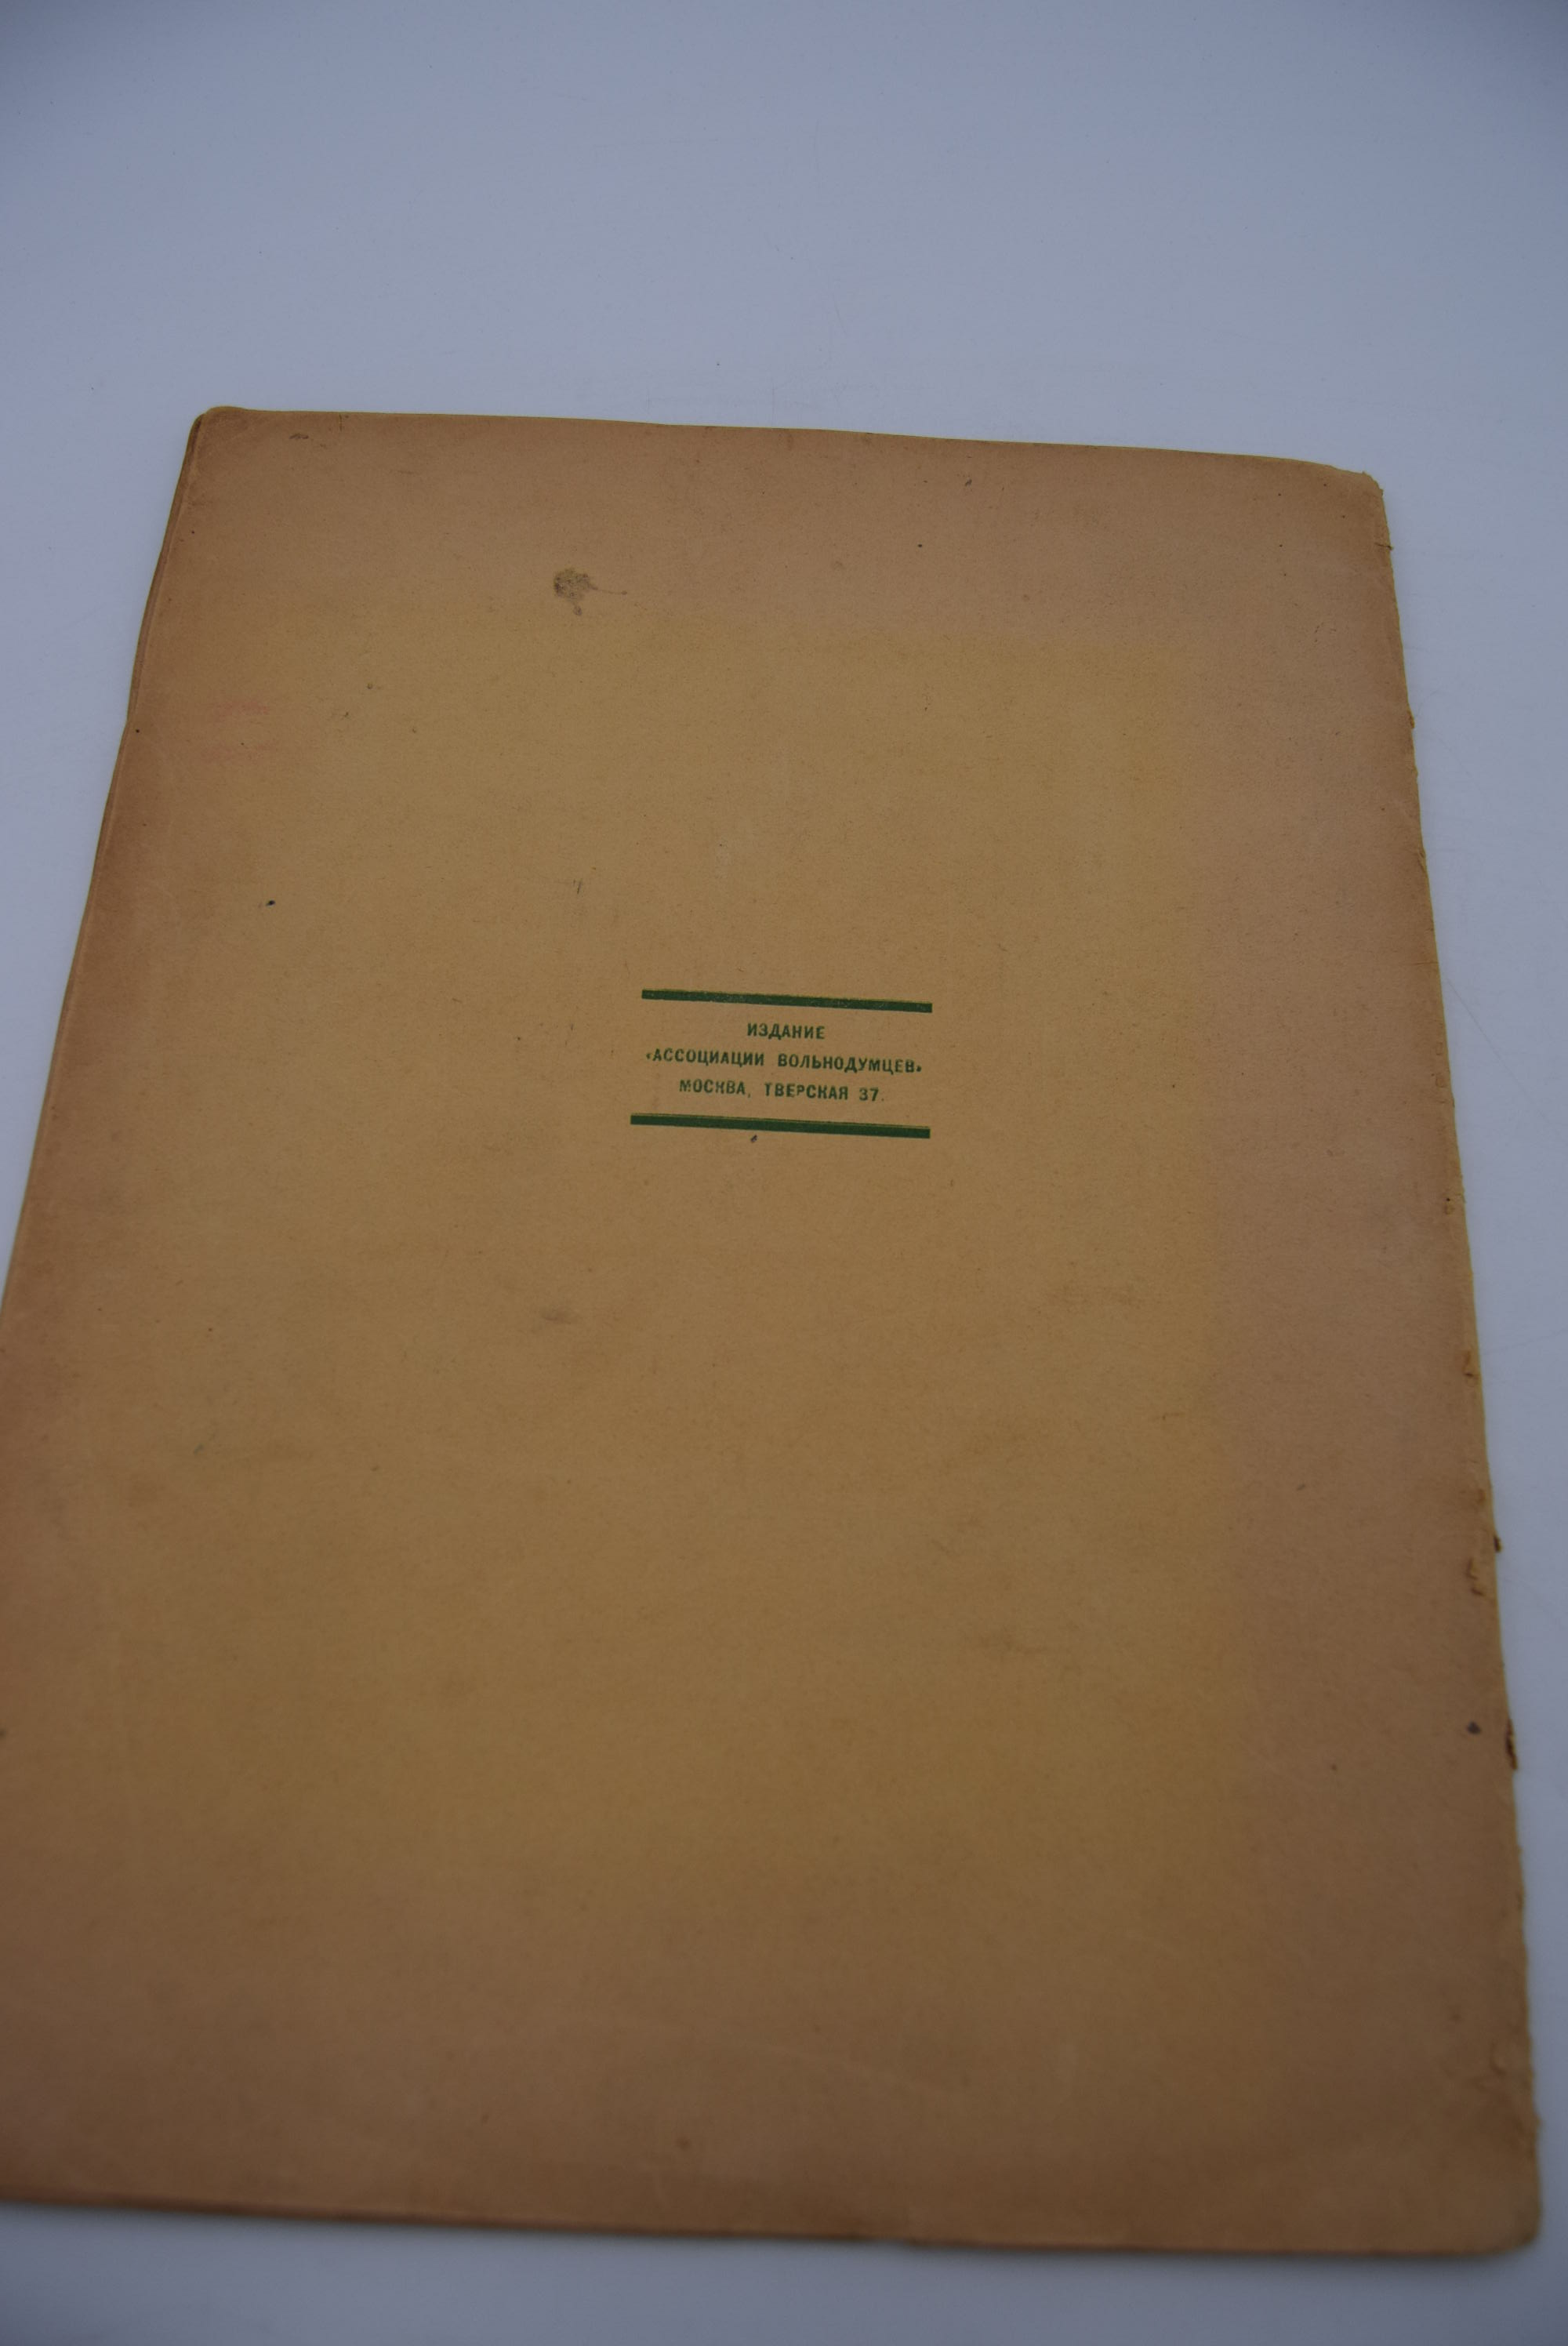 ИЗДАНИЕ
«АССОЦИАЦИИ ВОЛЬНОДУМЦЕВ»
МОСКВА, ТВЕРСКАЯ 37.